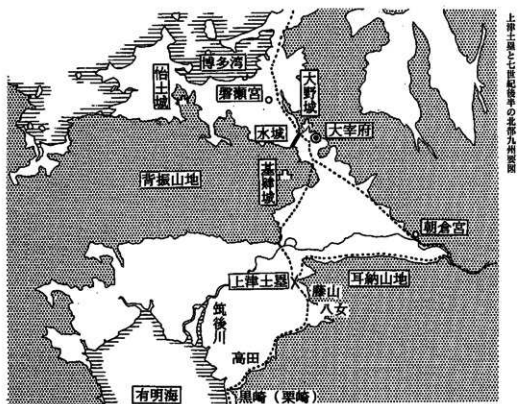 上津土塁と七世紀後半の北部九州要図
博多湾
怡土城
磐瀬宮
大野城
水城
大宰府
背振山地
基肄城
朝倉宮
上津土塁
耳納山地
藤山
八女
筑後川
高田
有明海
黒崎（栗崎）